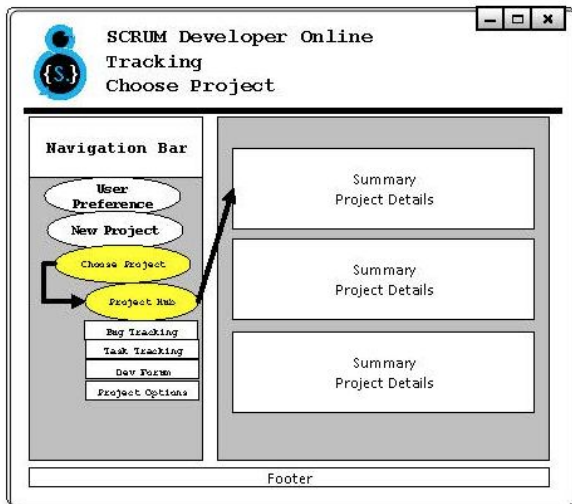 SCRUM Developer Online
Tracking
Choose Project
{S.}
Navigation Bar
User
Preference
New Project
Choose Project
Project Hub
Bug Tracking
Task Tracking
Dev Forum
Project Options
Summary
Project Details
Summary
Project Details
Summary
Project Details
Footer